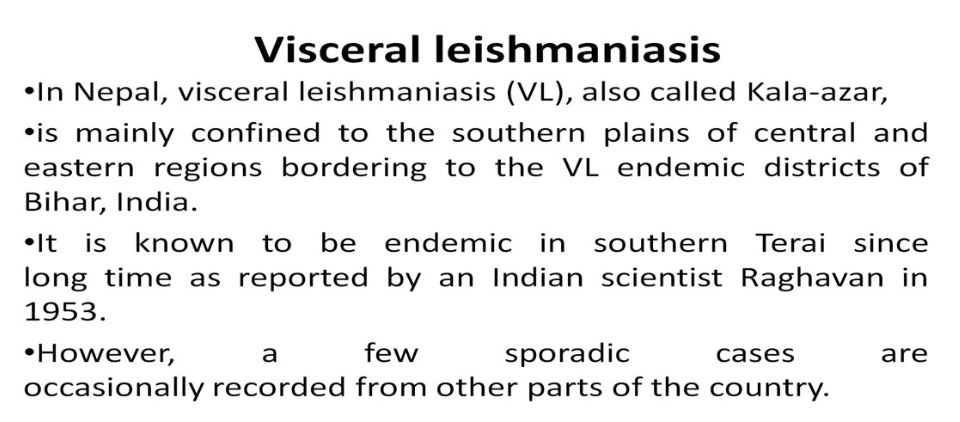 Visceral leishmaniasis
•In Nepal, visceral leishmaniasis (VL), also called Kala-azar,
•is mainly confined to the southern plains of central and
eastern regions bordering to the VL endemic districts of
Bihar, India.
•It is known to be endemic in southern Terai since
long time as reported by an Indian scientist Raghavan in
1953.
•However, a few sporadic cases are
occasionally recorded from other parts of the country.